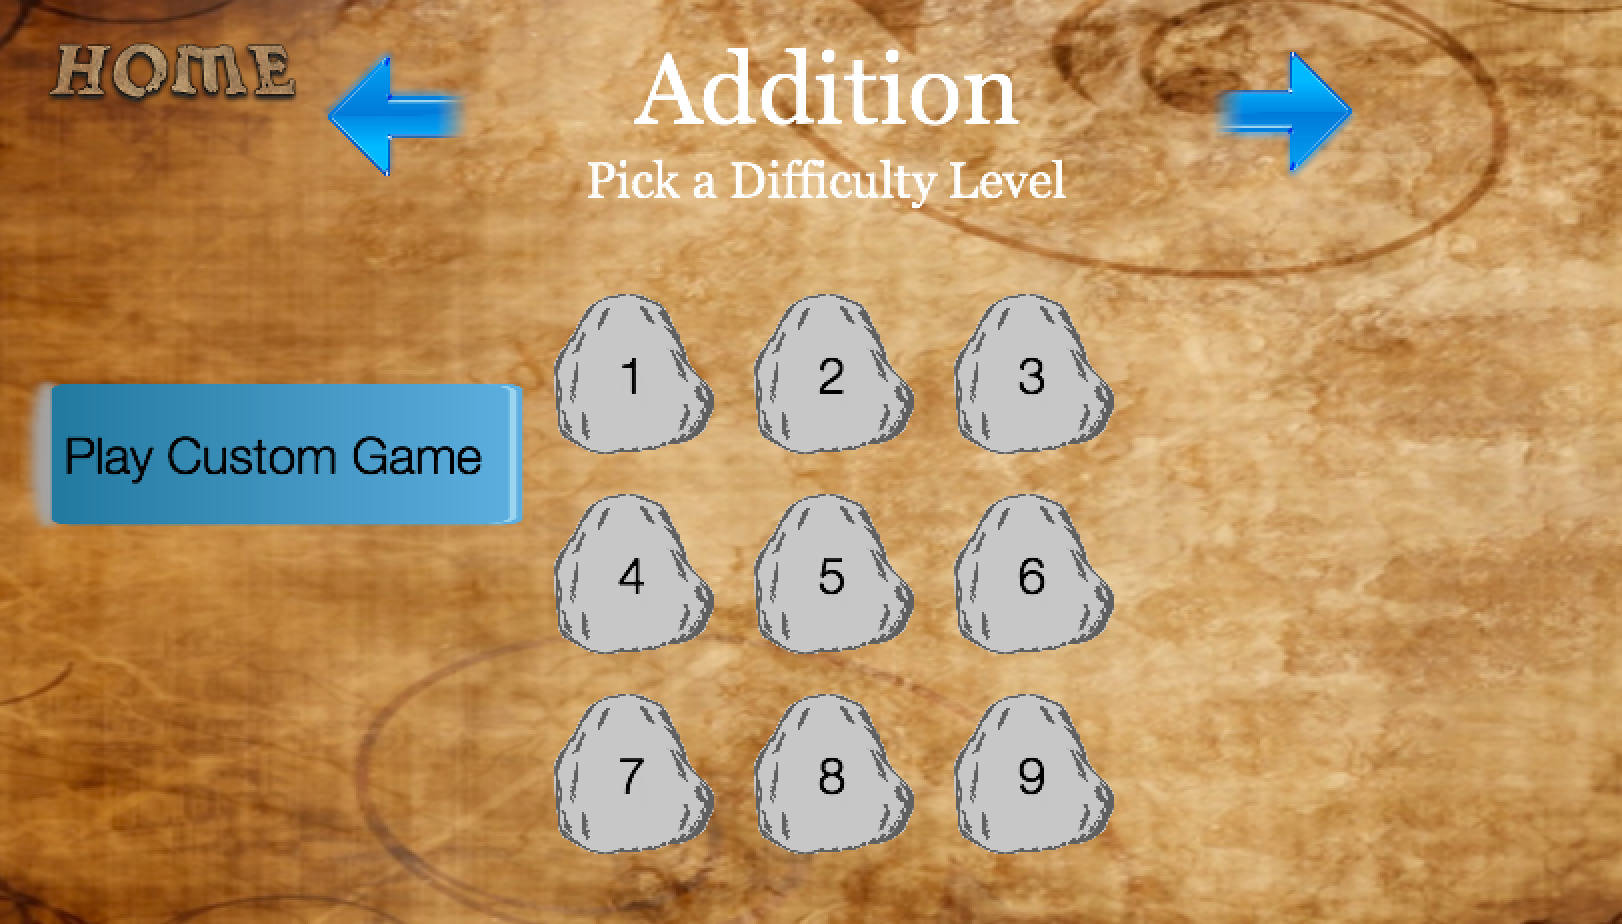 HOME
Addition
Pick a Difficulty Level
1 2 3
Play Custom Game
4 5 6
7 8 9